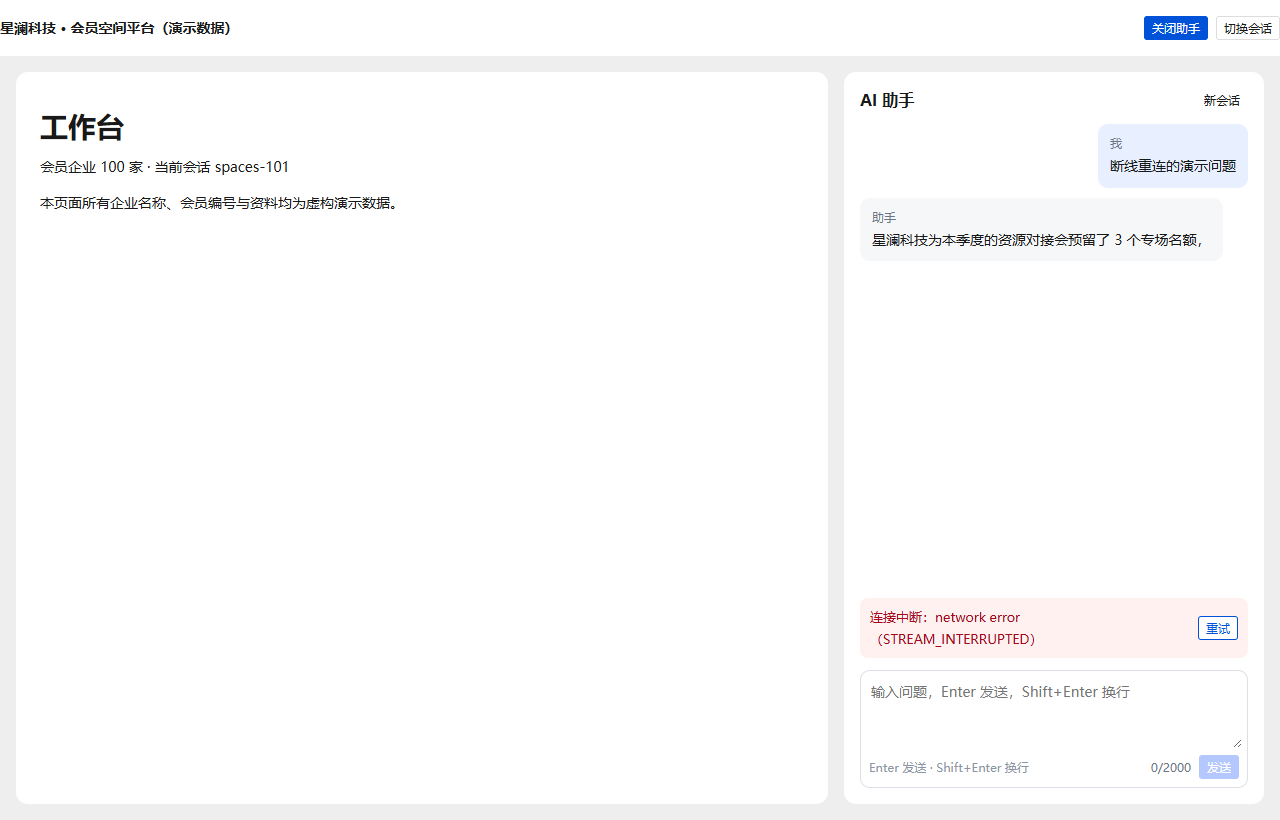 星澜科技 • 会员空间平台（演示数据）
关闭助手
切换会话
工作台
会员企业 100 家 · 当前会话 spaces-101
本页面所有企业名称、会员编号与资料均为虚构演示数据。
AI 助手
新会话
我
断线重连的演示问题
助手
星澜科技为本季度的资源对接会预留了 3 个专场名额，
连接中断：network error
（STREAM_INTERRUPTED）
重试
输入问题，Enter 发送，Shift+Enter 换行
Enter 发送 · Shift+Enter 换行
0/2000
发送